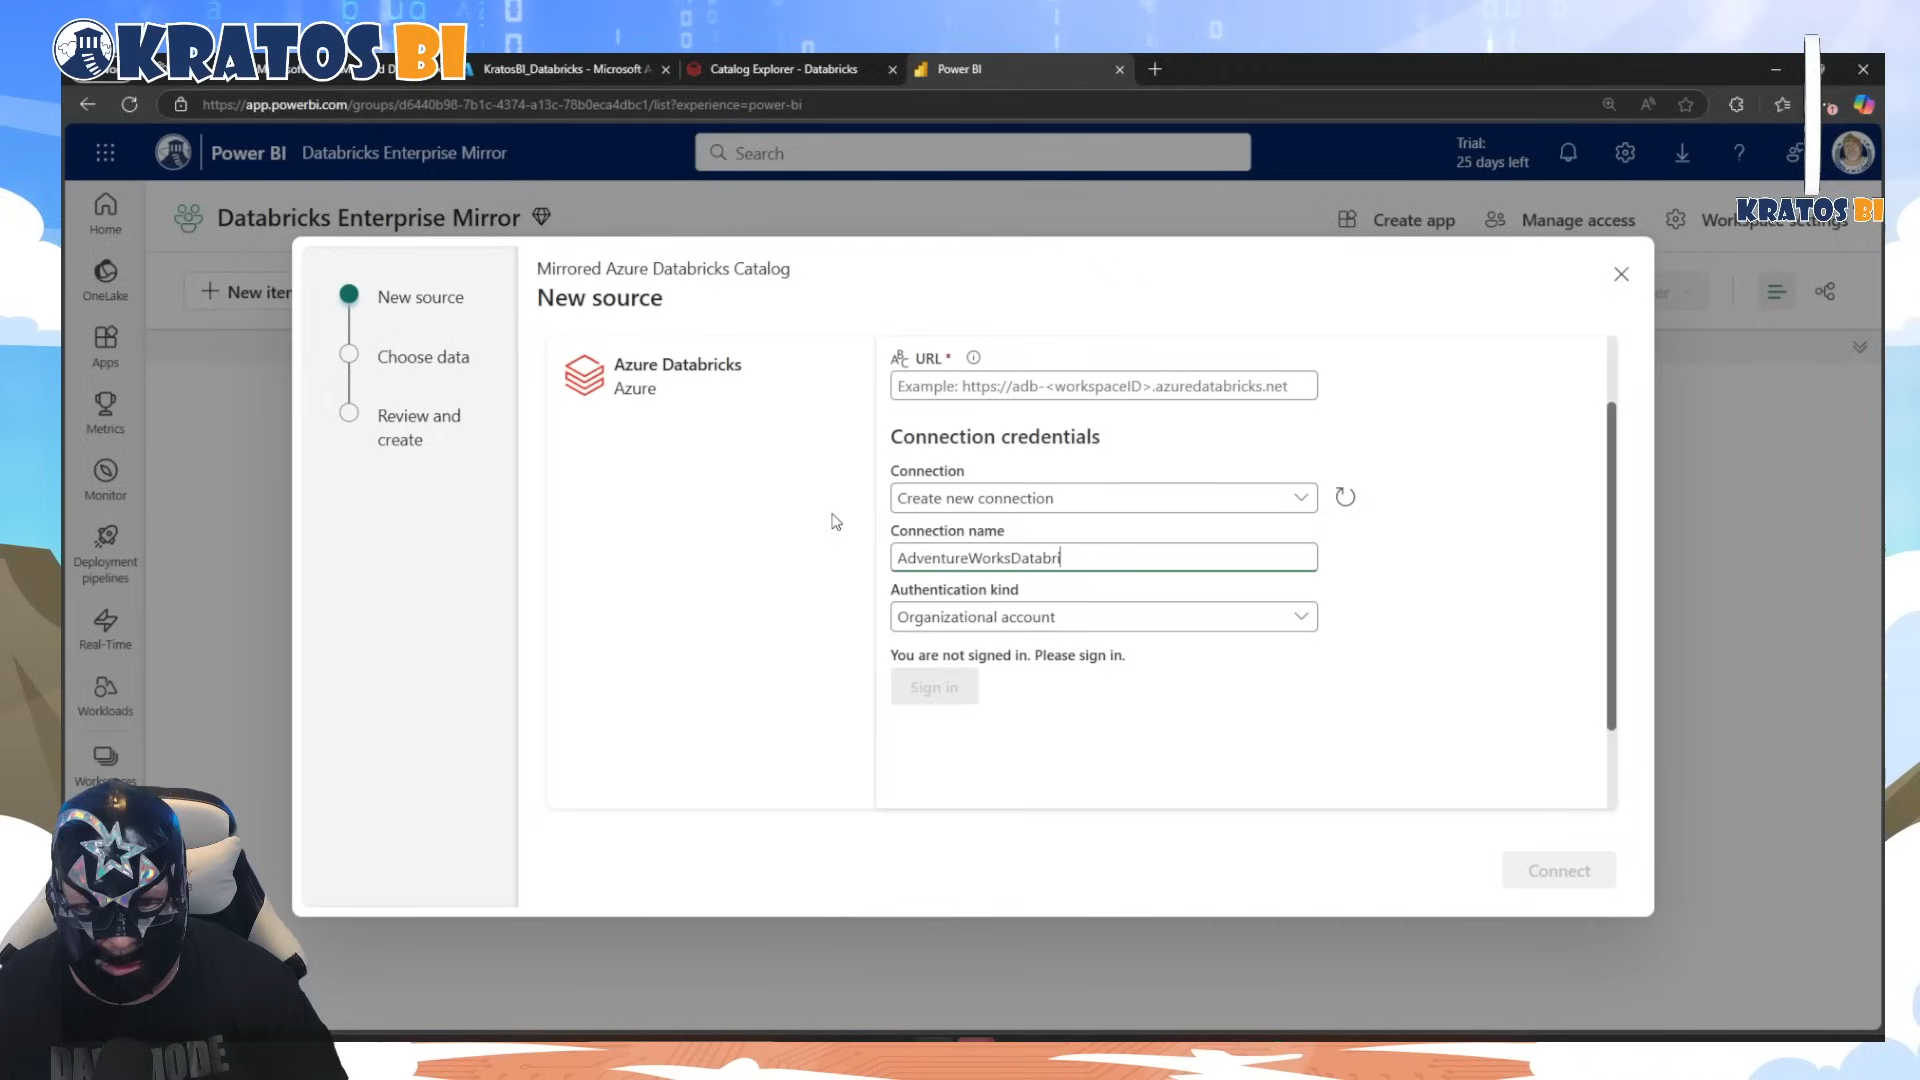 KRATOS BI
KratosBI_Databricks - Microsoft A
Catalog Explorer - Databricks
Power BI
https://app.powerbi.com/groups/d6440b98-7b1c-4374-a13c-78b0eca4dbc1/list?experience=power-bi
Power BI
Databricks Enterprise Mirror
Search
Trial:
25 days left
KRATOS BI
Home
OneLake
Apps
Metrics
Monitor
Deployment
pipelines
Real-Time
Workloads
Workspaces
Databricks Enterprise Mirror
Create app
Manage access
Workspace settings
New item
New source
Choose data
Review and
create
Mirrored Azure Databricks Catalog
New source
Azure Databricks
Azure
URL *
Example: https://adb-<workspaceID>.azuredatabricks.net
Connection credentials
Connection
Create new connection
Connection name
AdventureWorksDatabri
Authentication kind
Organizational account
You are not signed in. Please sign in.
Sign in
Connect